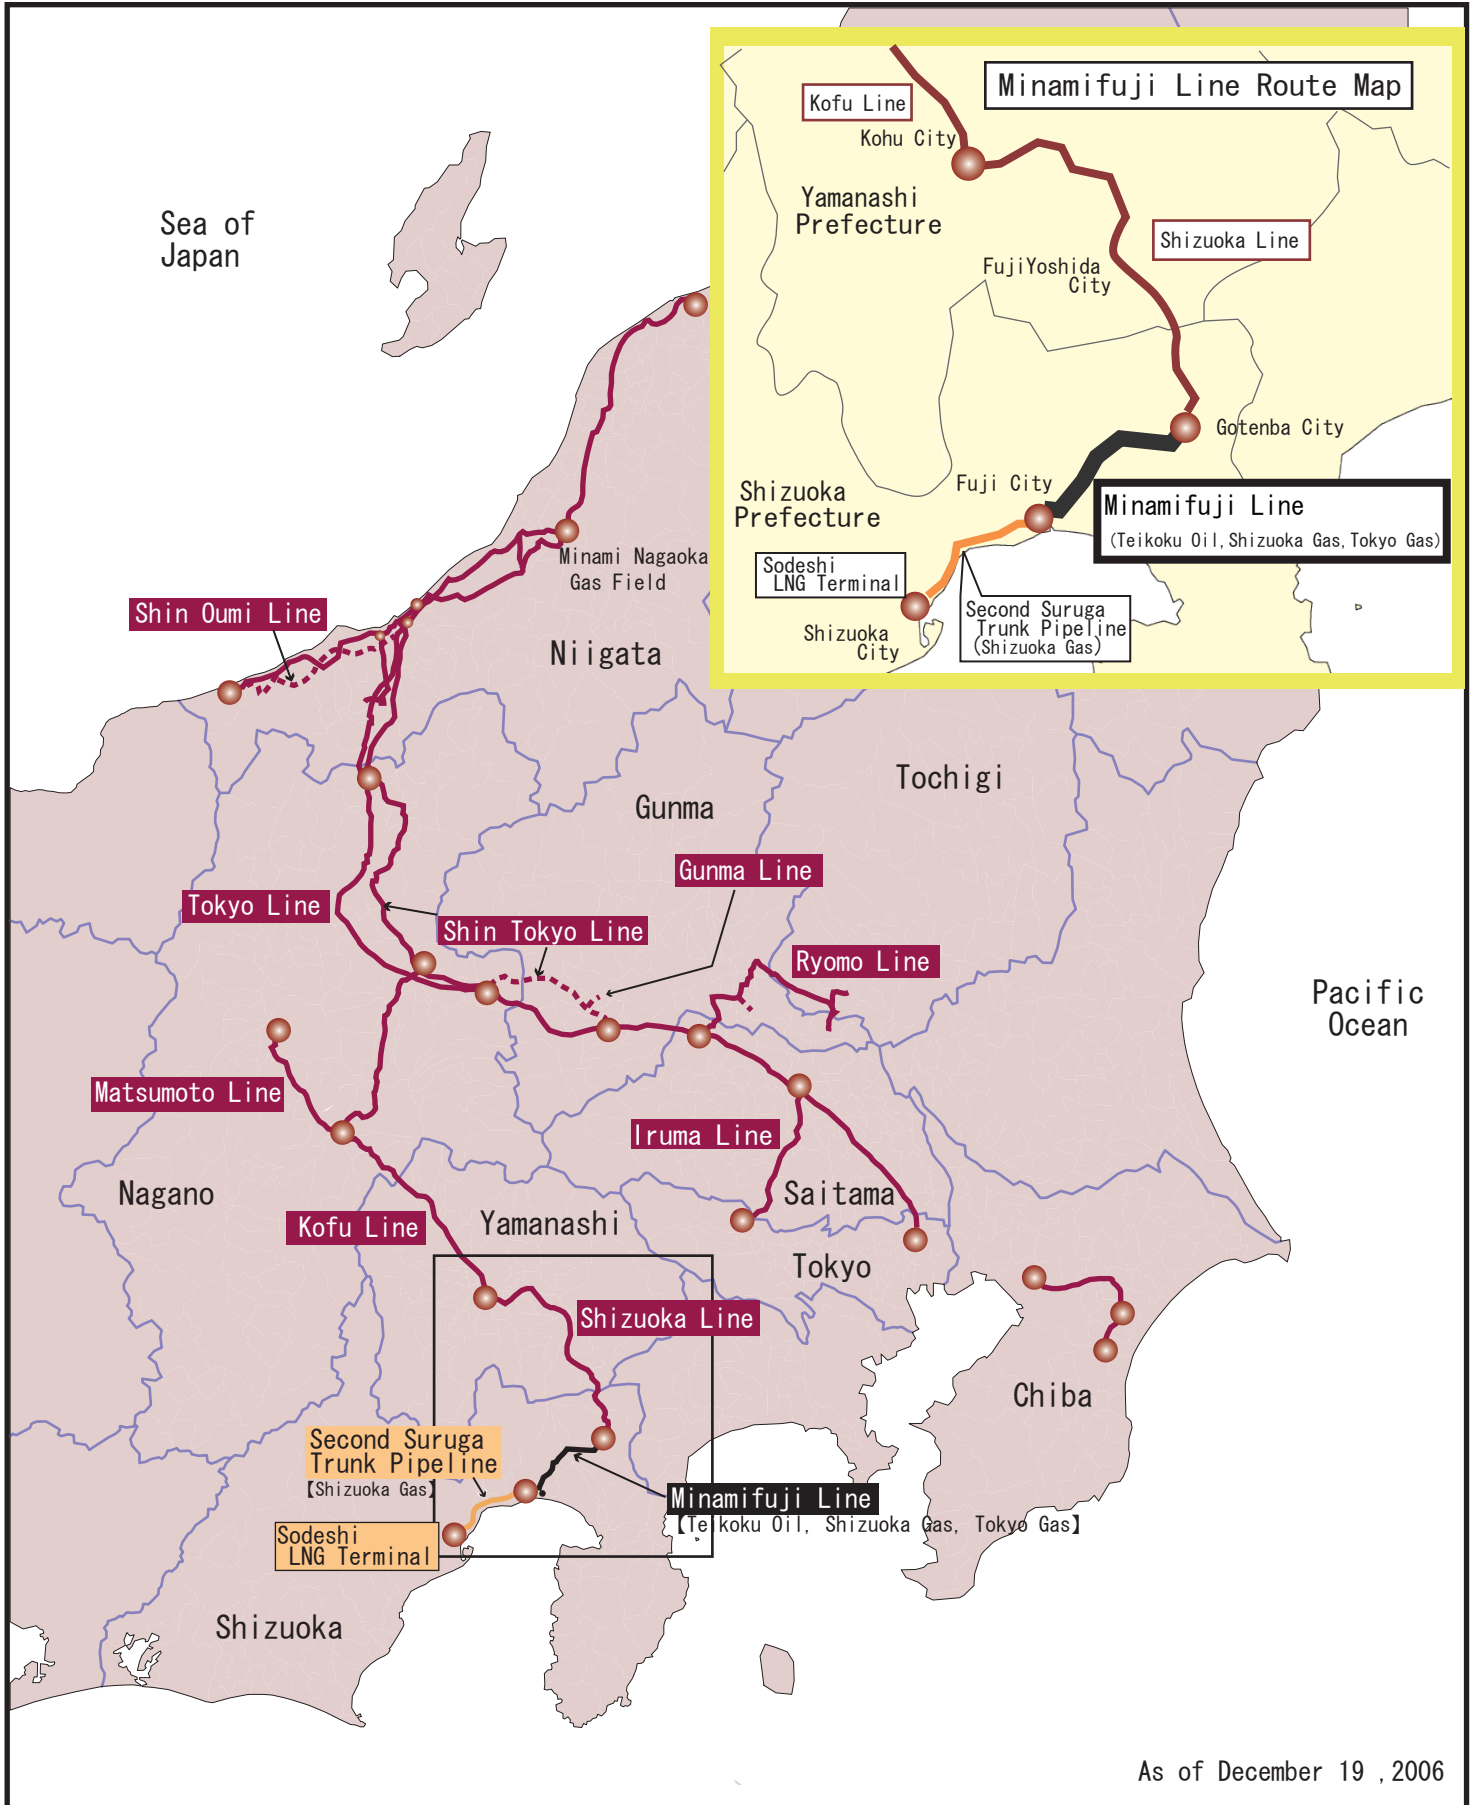 Minamifuji Line Route Map
Kofu Line
Kohu City
Yamanashi
Prefecture
Shizuoka Line
FujiYoshida
City
Gotenba City
Fuji City
Shizuoka
Prefecture
Minamifuji Line
(Teikoku Oil,Shizuoka Gas,Tokyo Gas)
Sodeshi
LNG Terminal
Second Suruga
Trunk Pipeline
(Shizuoka Gas)
Shizuoka
City
Sea of
Japan
Minami Nagaoka
Gas Field
Shin Oumi Line
Niigata
Tochigi
Gunma
Gunma Line
Tokyo Line
Shin Tokyo Line
Ryomo Line
Pacific
Ocean
Matsumoto Line
Iruma Line
Nagano
Saitama
Kofu Line
Yamanashi
Tokyo
Shizuoka Line
Chiba
Second Suruga
Trunk Pipeline
【Shizuoka Gas】
Minamifuji Line
【Teikoku Oil, Shizuoka Gas, Tokyo Gas】
Sodeshi
LNG Terminal
Shizuoka
As of December 19 ,2006